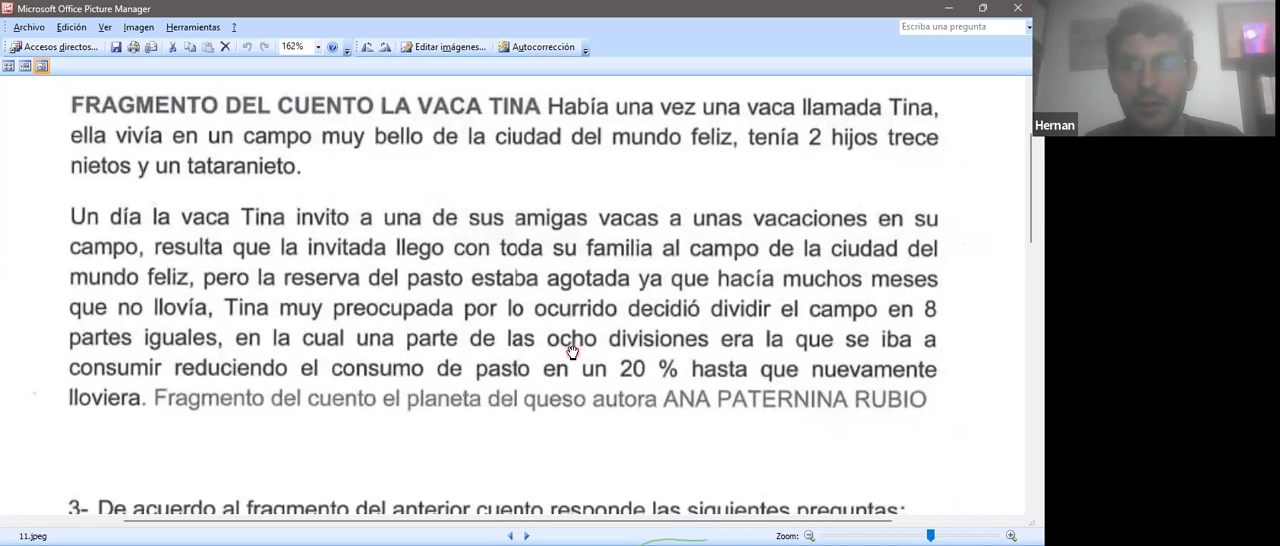 Microsoft Office Picture Manager
Archivo Edición Ver Imagen Herramientas ?
Escriba una pregunta
Accesos directos... 162% Editar imágenes... Autocorrección
FRAGMENTO DEL CUENTO LA VACA TINA Había una vez una vaca llamada Tina,
ella vivía en un campo muy bello de la ciudad del mundo feliz, tenía 2 hijos trece
nietos y un tataranieto.
Un día la vaca Tina invito a una de sus amigas vacas a unas vacaciones en su
campo, resulta que la invitada llego con toda su familia al campo de la ciudad del
mundo feliz, pero la reserva del pasto estaba agotada ya que hacía muchos meses
que no llovía, Tina muy preocupada por lo ocurrido decidió dividir el campo en 8
partes iguales, en la cual una parte de las ocho divisiones era la que se iba a
consumir reduciendo el consumo de pasto en un 20 % hasta que nuevamente
lloviera. Fragmento del cuento el planeta del queso autora ANA PATERNINA RUBIO
3- De acuerdo al fragmento del anterior cuento responde las siguientes preguntas:
11.jpeg
Zoom:
Hernan